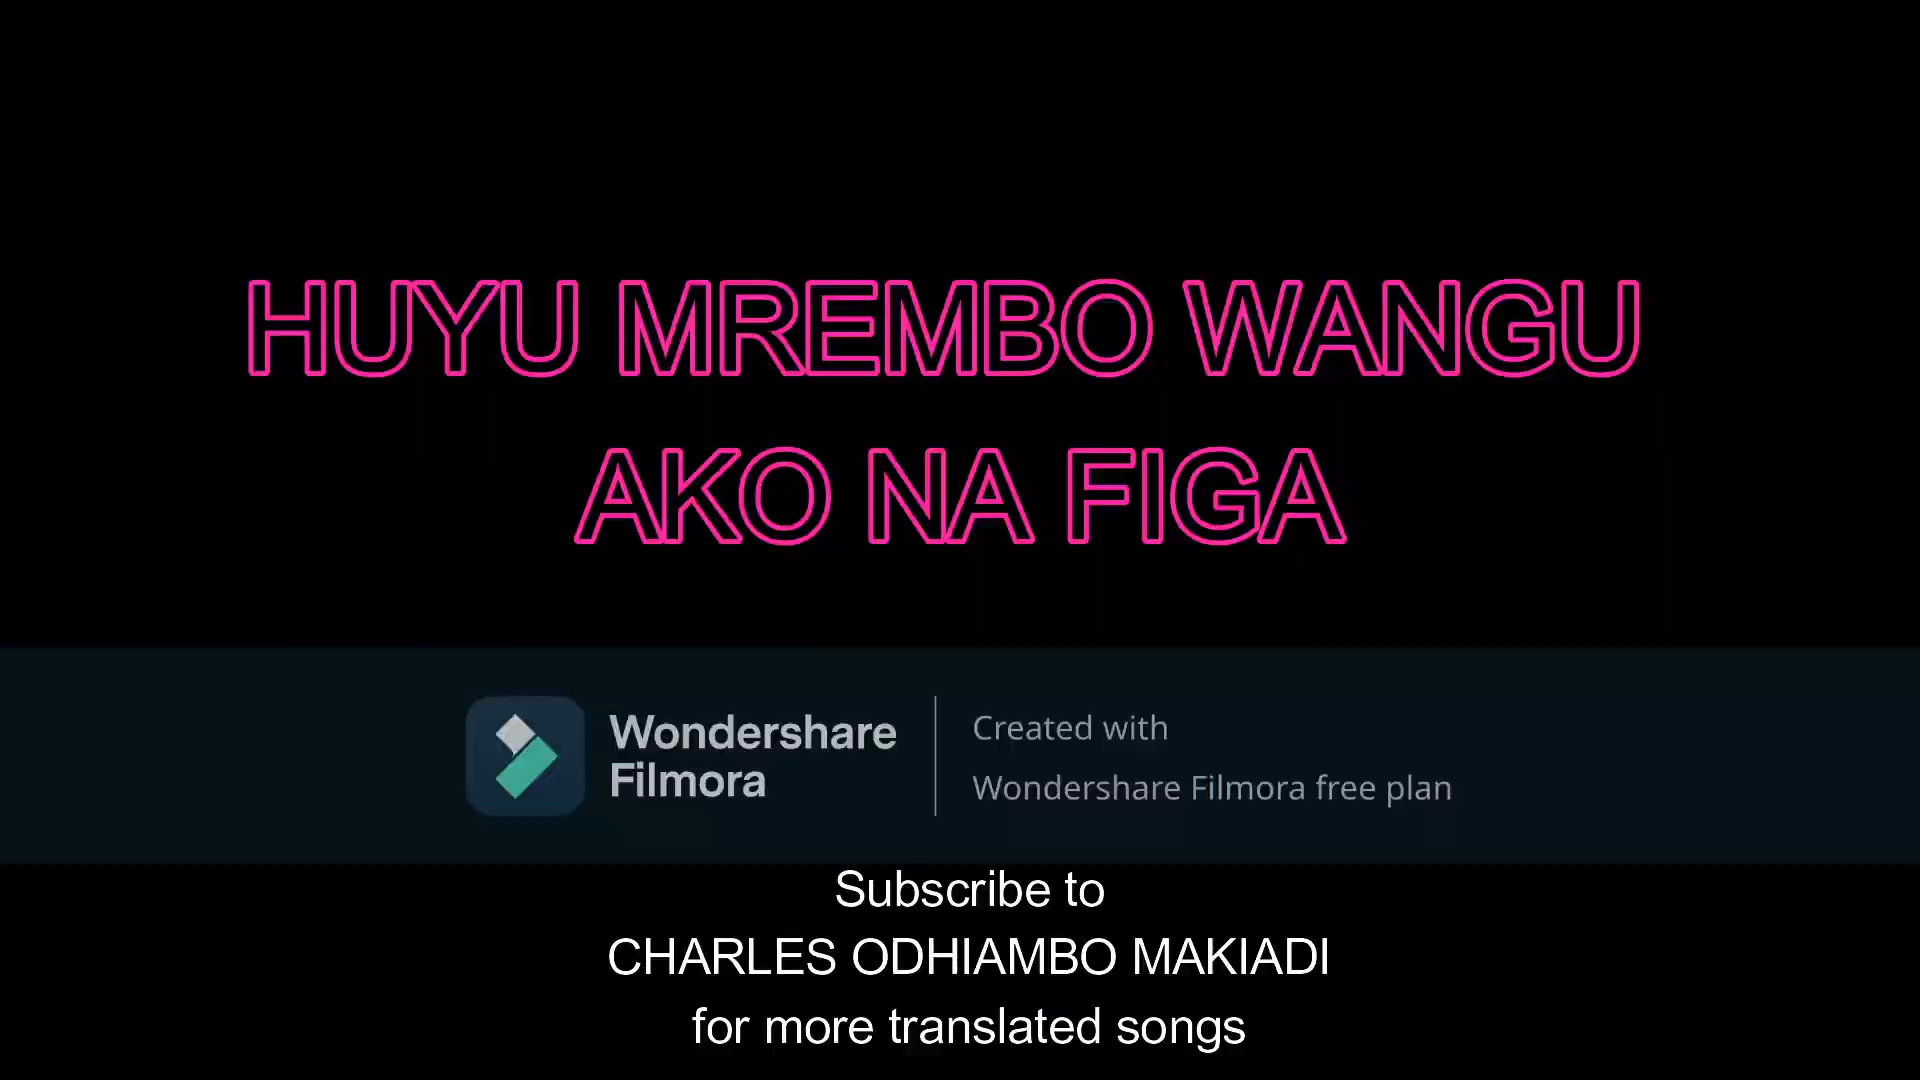 HUYU MREMBO WANGU
AKO NA FIGA
Wondershare
Filmora
Created with
Wondershare Filmora free plan
Subscribe to
CHARLES ODHIAMBO MAKIADI
for more translated songs